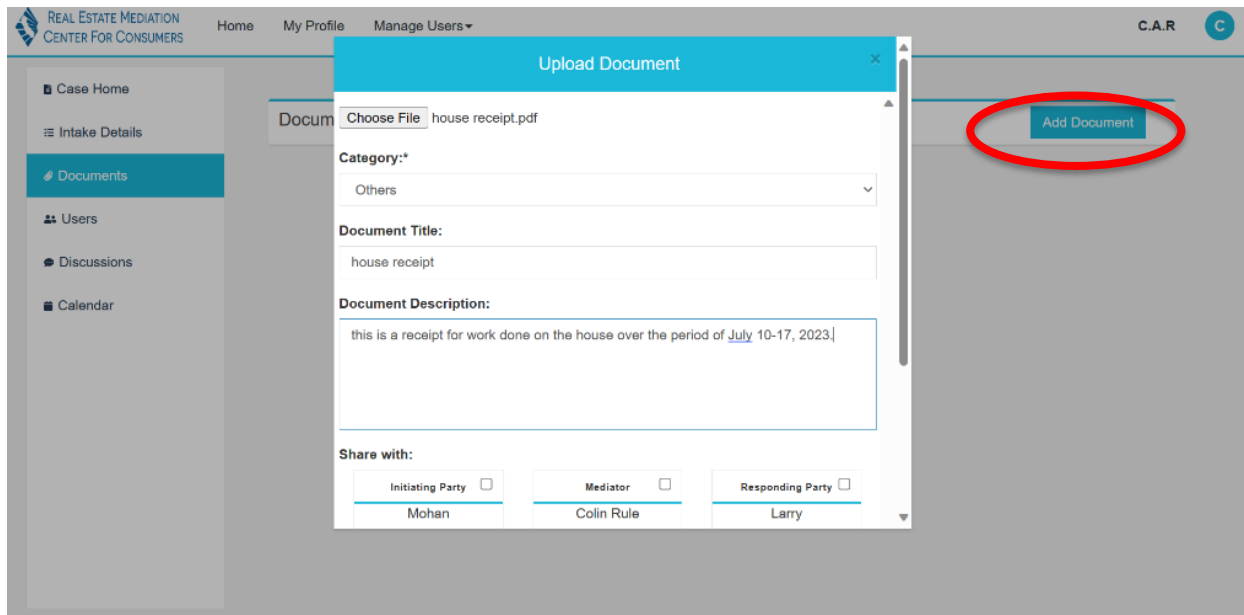 REAL ESTATE MEDIATION
CENTER FOR CONSUMERS
Home My Profile Manage Users
C.A.R C
Case Home
Intake Details
Documents
Users
Discussions
Calendar
Docum
Add Document
Upload Document ×
Choose File house receipt.pdf
Category:*
Others
Document Title:
house receipt
Document Description:
this is a receipt for work done on the house over the period of July 10-17, 2023.
Share with:
Initiating Party Mediator Responding Party
Mohan Colin Rule Larry